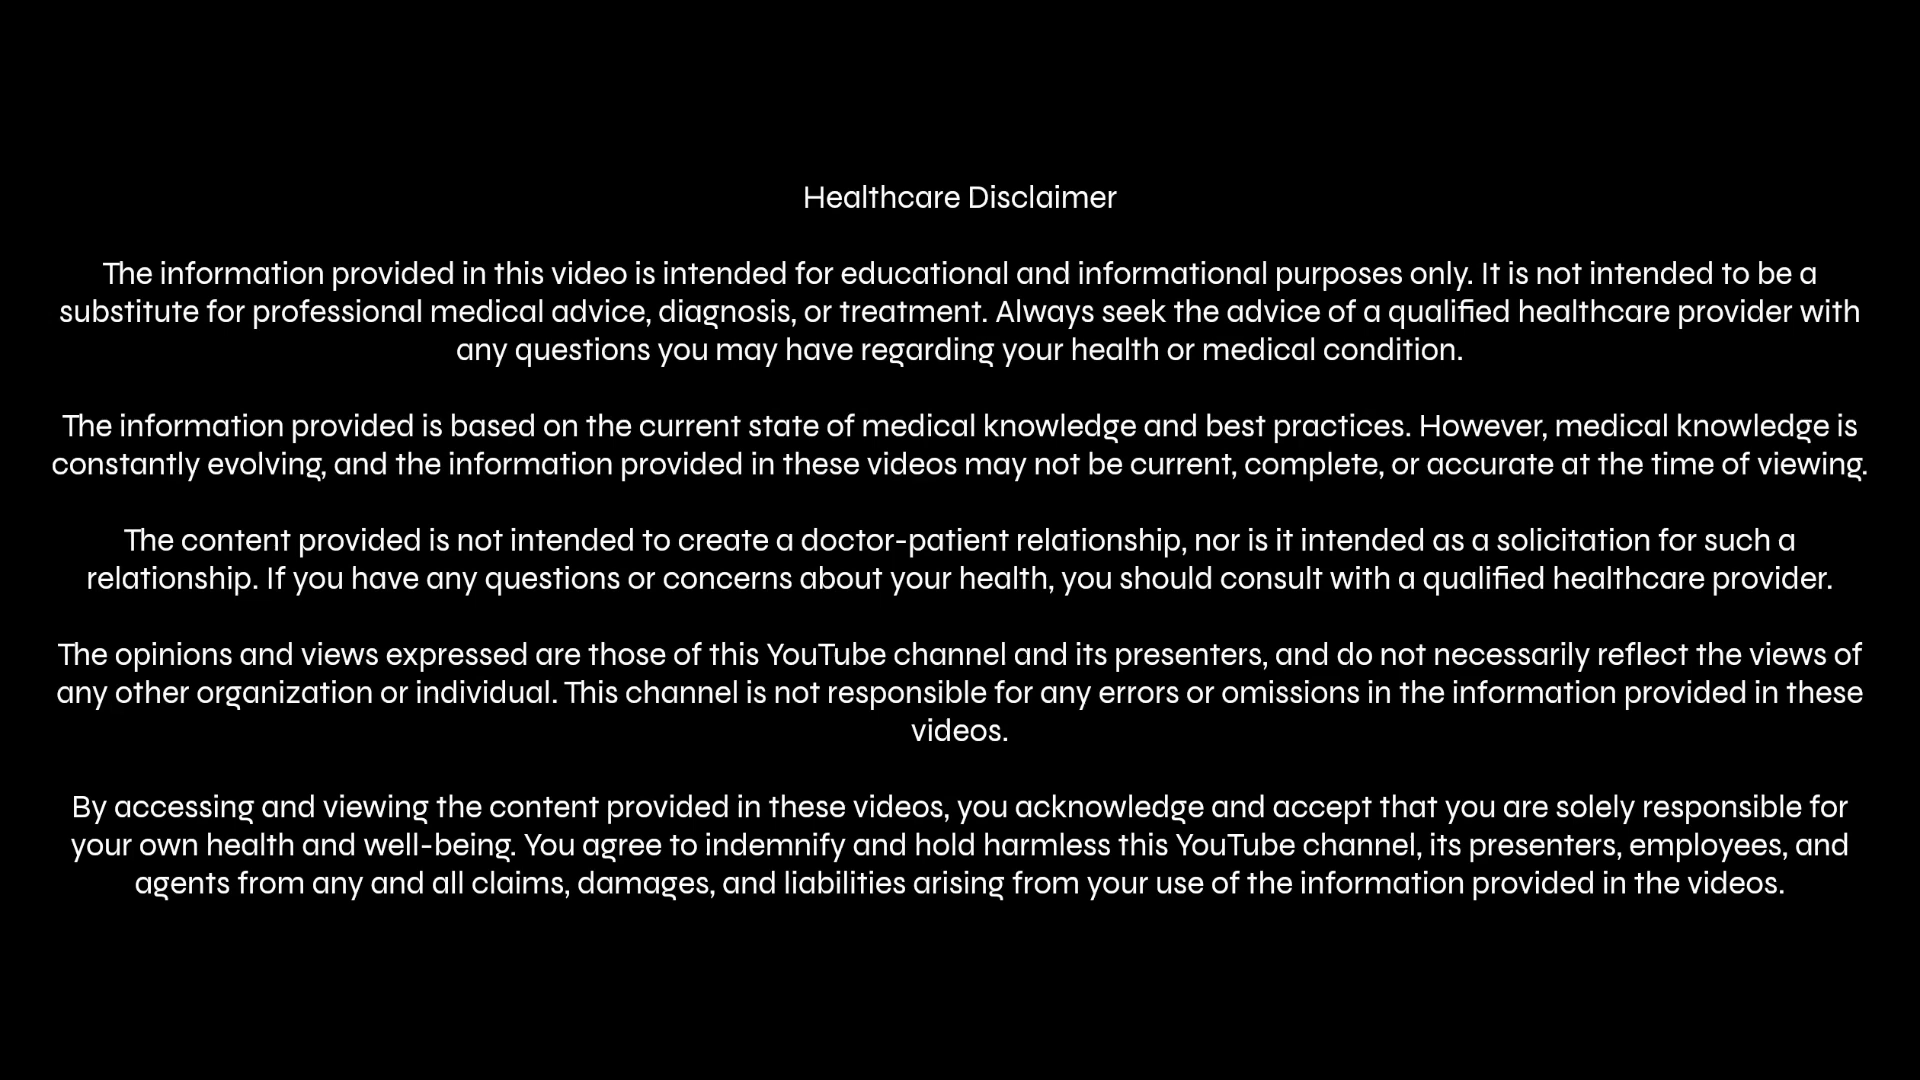 Healthcare Disclaimer
The information provided in this video is intended for educational and informational purposes only. It is not intended to be a
substitute for professional medical advice, diagnosis, or treatment. Always seek the advice of a qualified healthcare provider with
any questions you may have regarding your health or medical condition.
The information provided is based on the current state of medical knowledge and best practices. However, medical knowledge is
constantly evolving, and the information provided in these videos may not be current, complete, or accurate at the time of viewing.
The content provided is not intended to create a doctor-patient relationship, nor is it intended as a solicitation for such a
relationship. If you have any questions or concerns about your health, you should consult with a qualified healthcare provider.
The opinions and views expressed are those of this YouTube channel and its presenters, and do not necessarily reflect the views of
any other organization or individual. This channel is not responsible for any errors or omissions in the information provided in these
videos.
By accessing and viewing the content provided in these videos, you acknowledge and accept that you are solely responsible for
your own health and well-being. You agree to indemnify and hold harmless this YouTube channel, its presenters, employees, and
agents from any and all claims, damages, and liabilities arising from your use of the information provided in the videos.